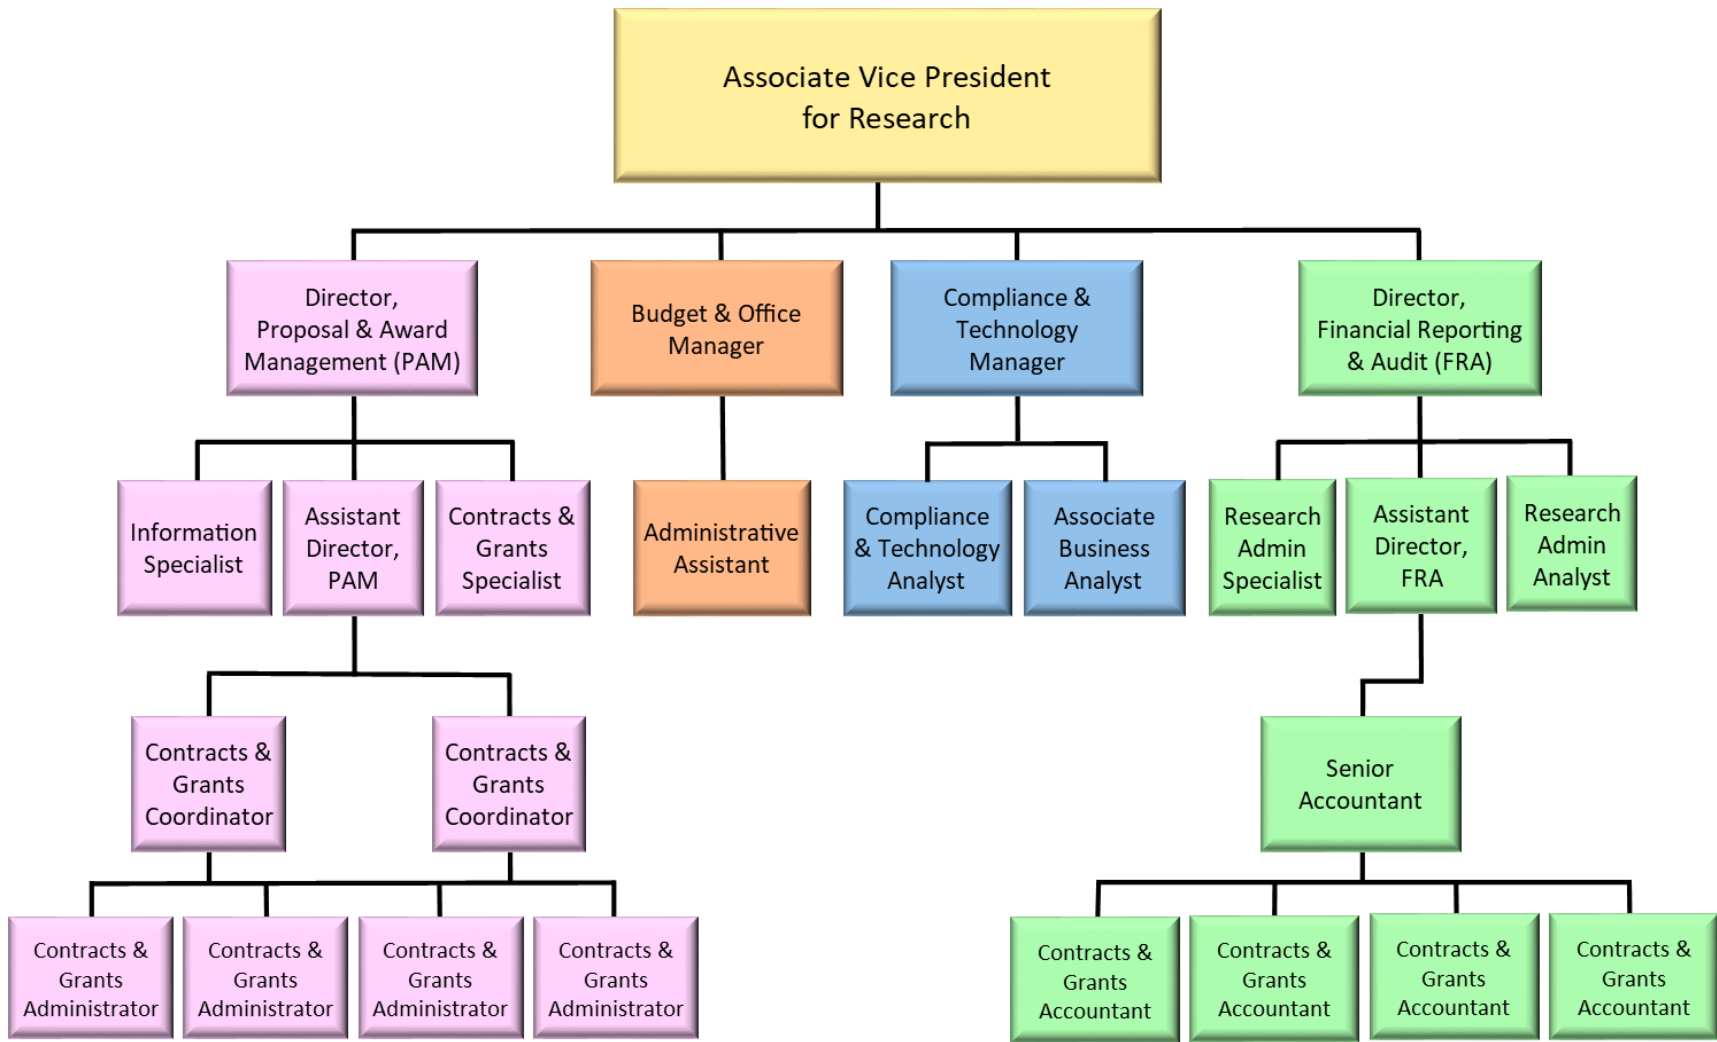 Associate Vice President
for Research
Director,
Proposal & Award
Management (PAM)
Budget & Office
Manager
Compliance &
Technology
Manager
Director,
Financial Reporting
& Audit (FRA)
Information
Specialist
Assistant
Director,
PAM
Contracts &
Grants
Specialist
Administrative
Assistant
Compliance
& Technology
Analyst
Associate
Business
Analyst
Research
Admin
Specialist
Assistant
Director,
FRA
Research
Admin
Analyst
Contracts &
Grants
Coordinator
Contracts &
Grants
Coordinator
Senior
Accountant
Contracts &
Grants
Administrator
Contracts &
Grants
Administrator
Contracts &
Grants
Administrator
Contracts &
Grants
Administrator
Contracts &
Grants
Accountant
Contracts &
Grants
Accountant
Contracts &
Grants
Accountant
Contracts &
Grants
Accountant